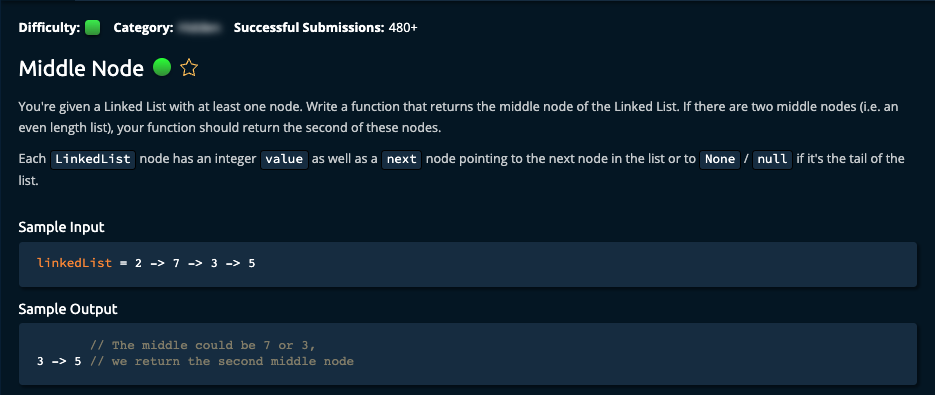 Difficulty: Category: Successful Submissions: 480+
Middle Node
You're given a Linked List with at least one node. Write a function that returns the middle node of the Linked List. If there are two middle nodes (i.e. an
even length list), your function should return the second of these nodes.
Each LinkedList node has an integer value as well as a next node pointing to the next node in the list or to None / null if it's the tail of the
list.
Sample Input
linkedList = 2 -> 7 -> 3 -> 5
Sample Output
// The middle could be 7 or 3,
3 -> 5 // we return the second middle node